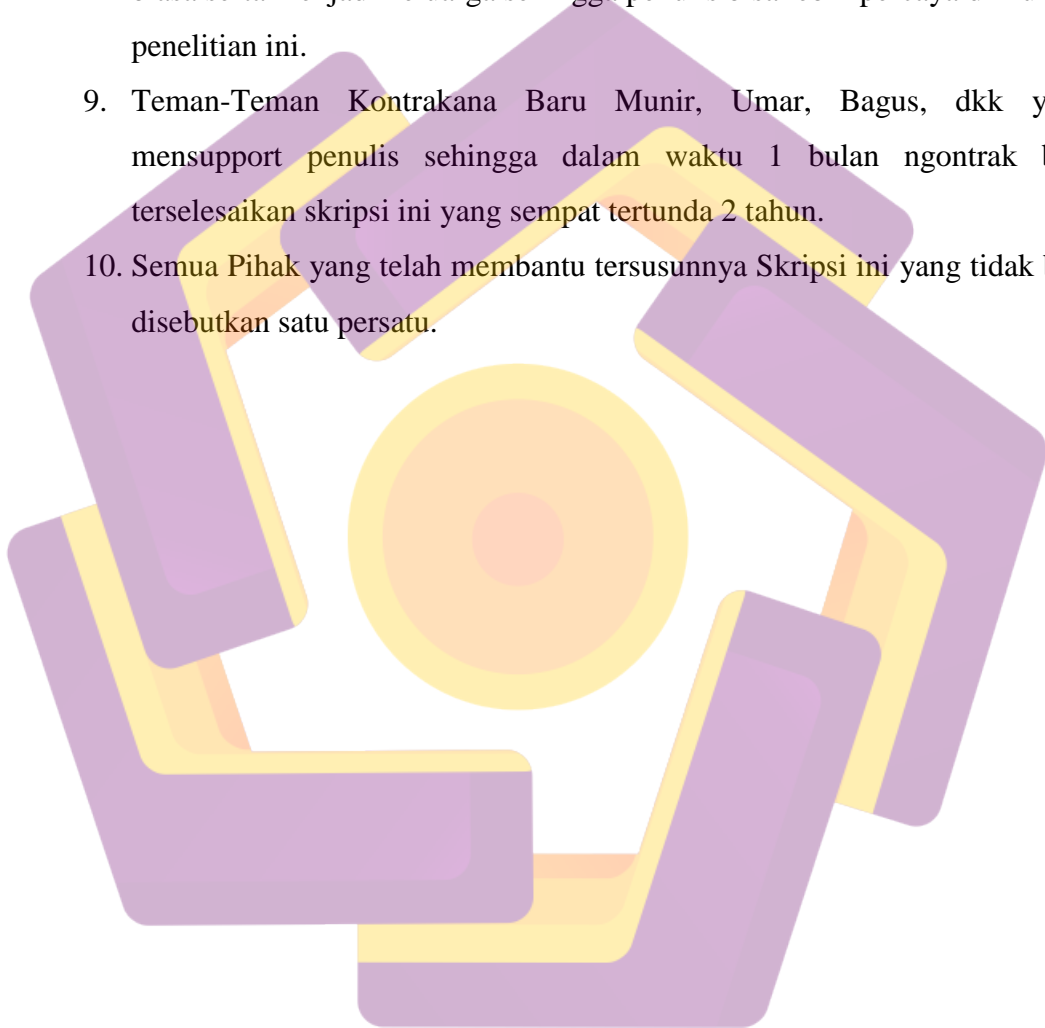 penelitian ini.
9. Teman-Teman Kontrakana Baru Munir, Umar, Bagus, dkk
mensupport penulis sehingga dalam waktu 1 bulan ngontrak
terselesaikan skripsi ini yang sempat tertunda 2 tahun.
10. Semua Pihak yang telah membantu tersusunnya Skripsi ini yang tidak
disebutkan satu persatu.